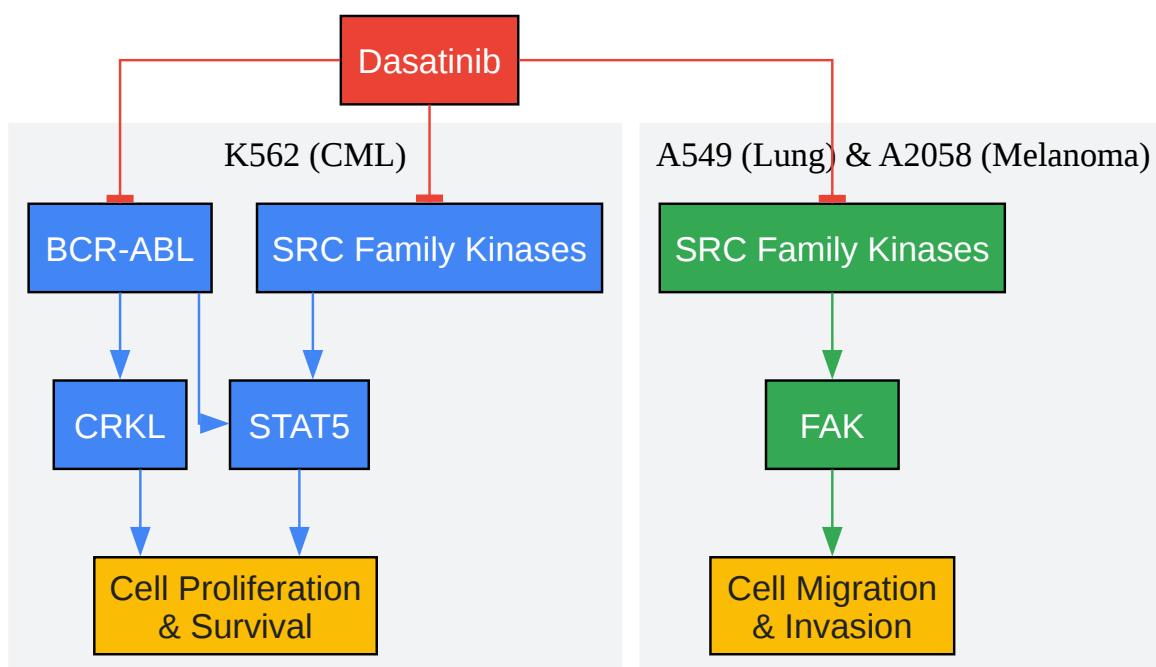 Dasatinib
K562 (CML)
A549 (Lung) & A2058 (Melanoma)
BCR-ABL
SRC Family Kinases
SRC Family Kinases
CRKL
STAT5
FAK
Cell Proliferation
& Survival
Cell Migration
& Invasion